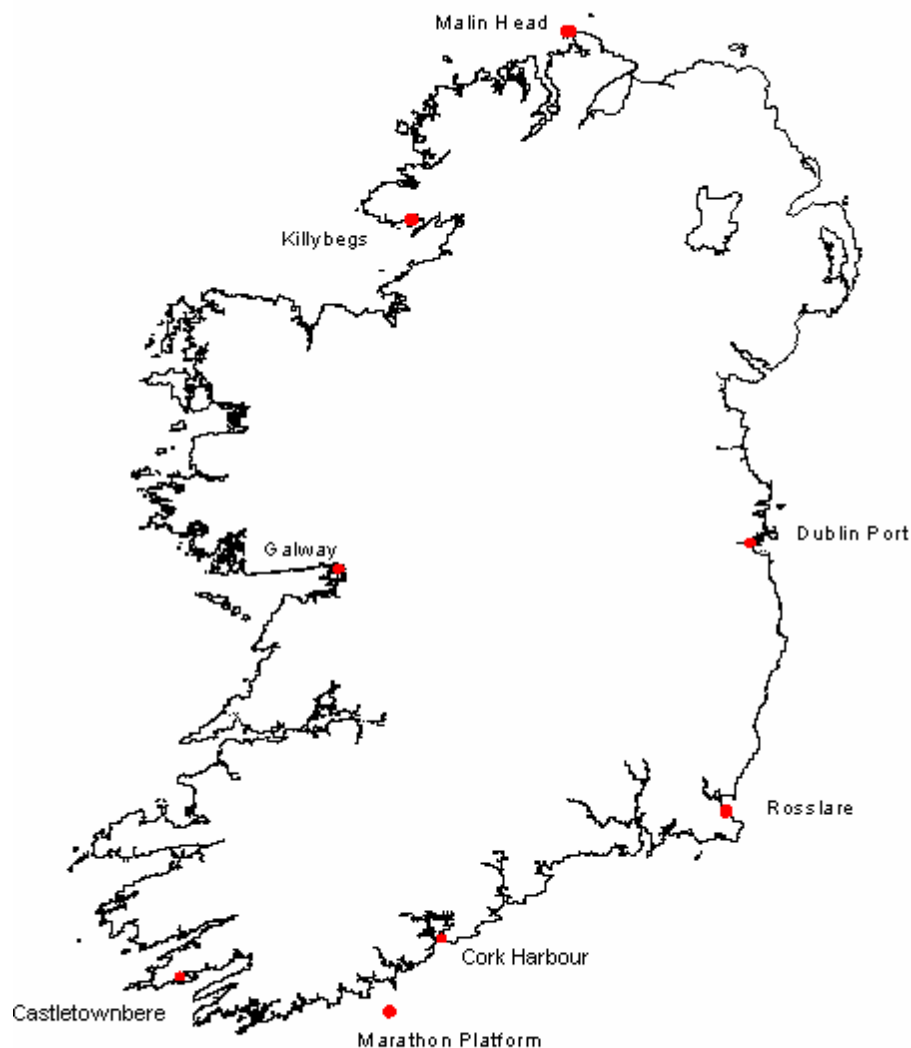 Malin Head
Killybegs
Galway
Dublin Port
Rosslare
Cork Harbour
Castletownbere
Marathon Platform